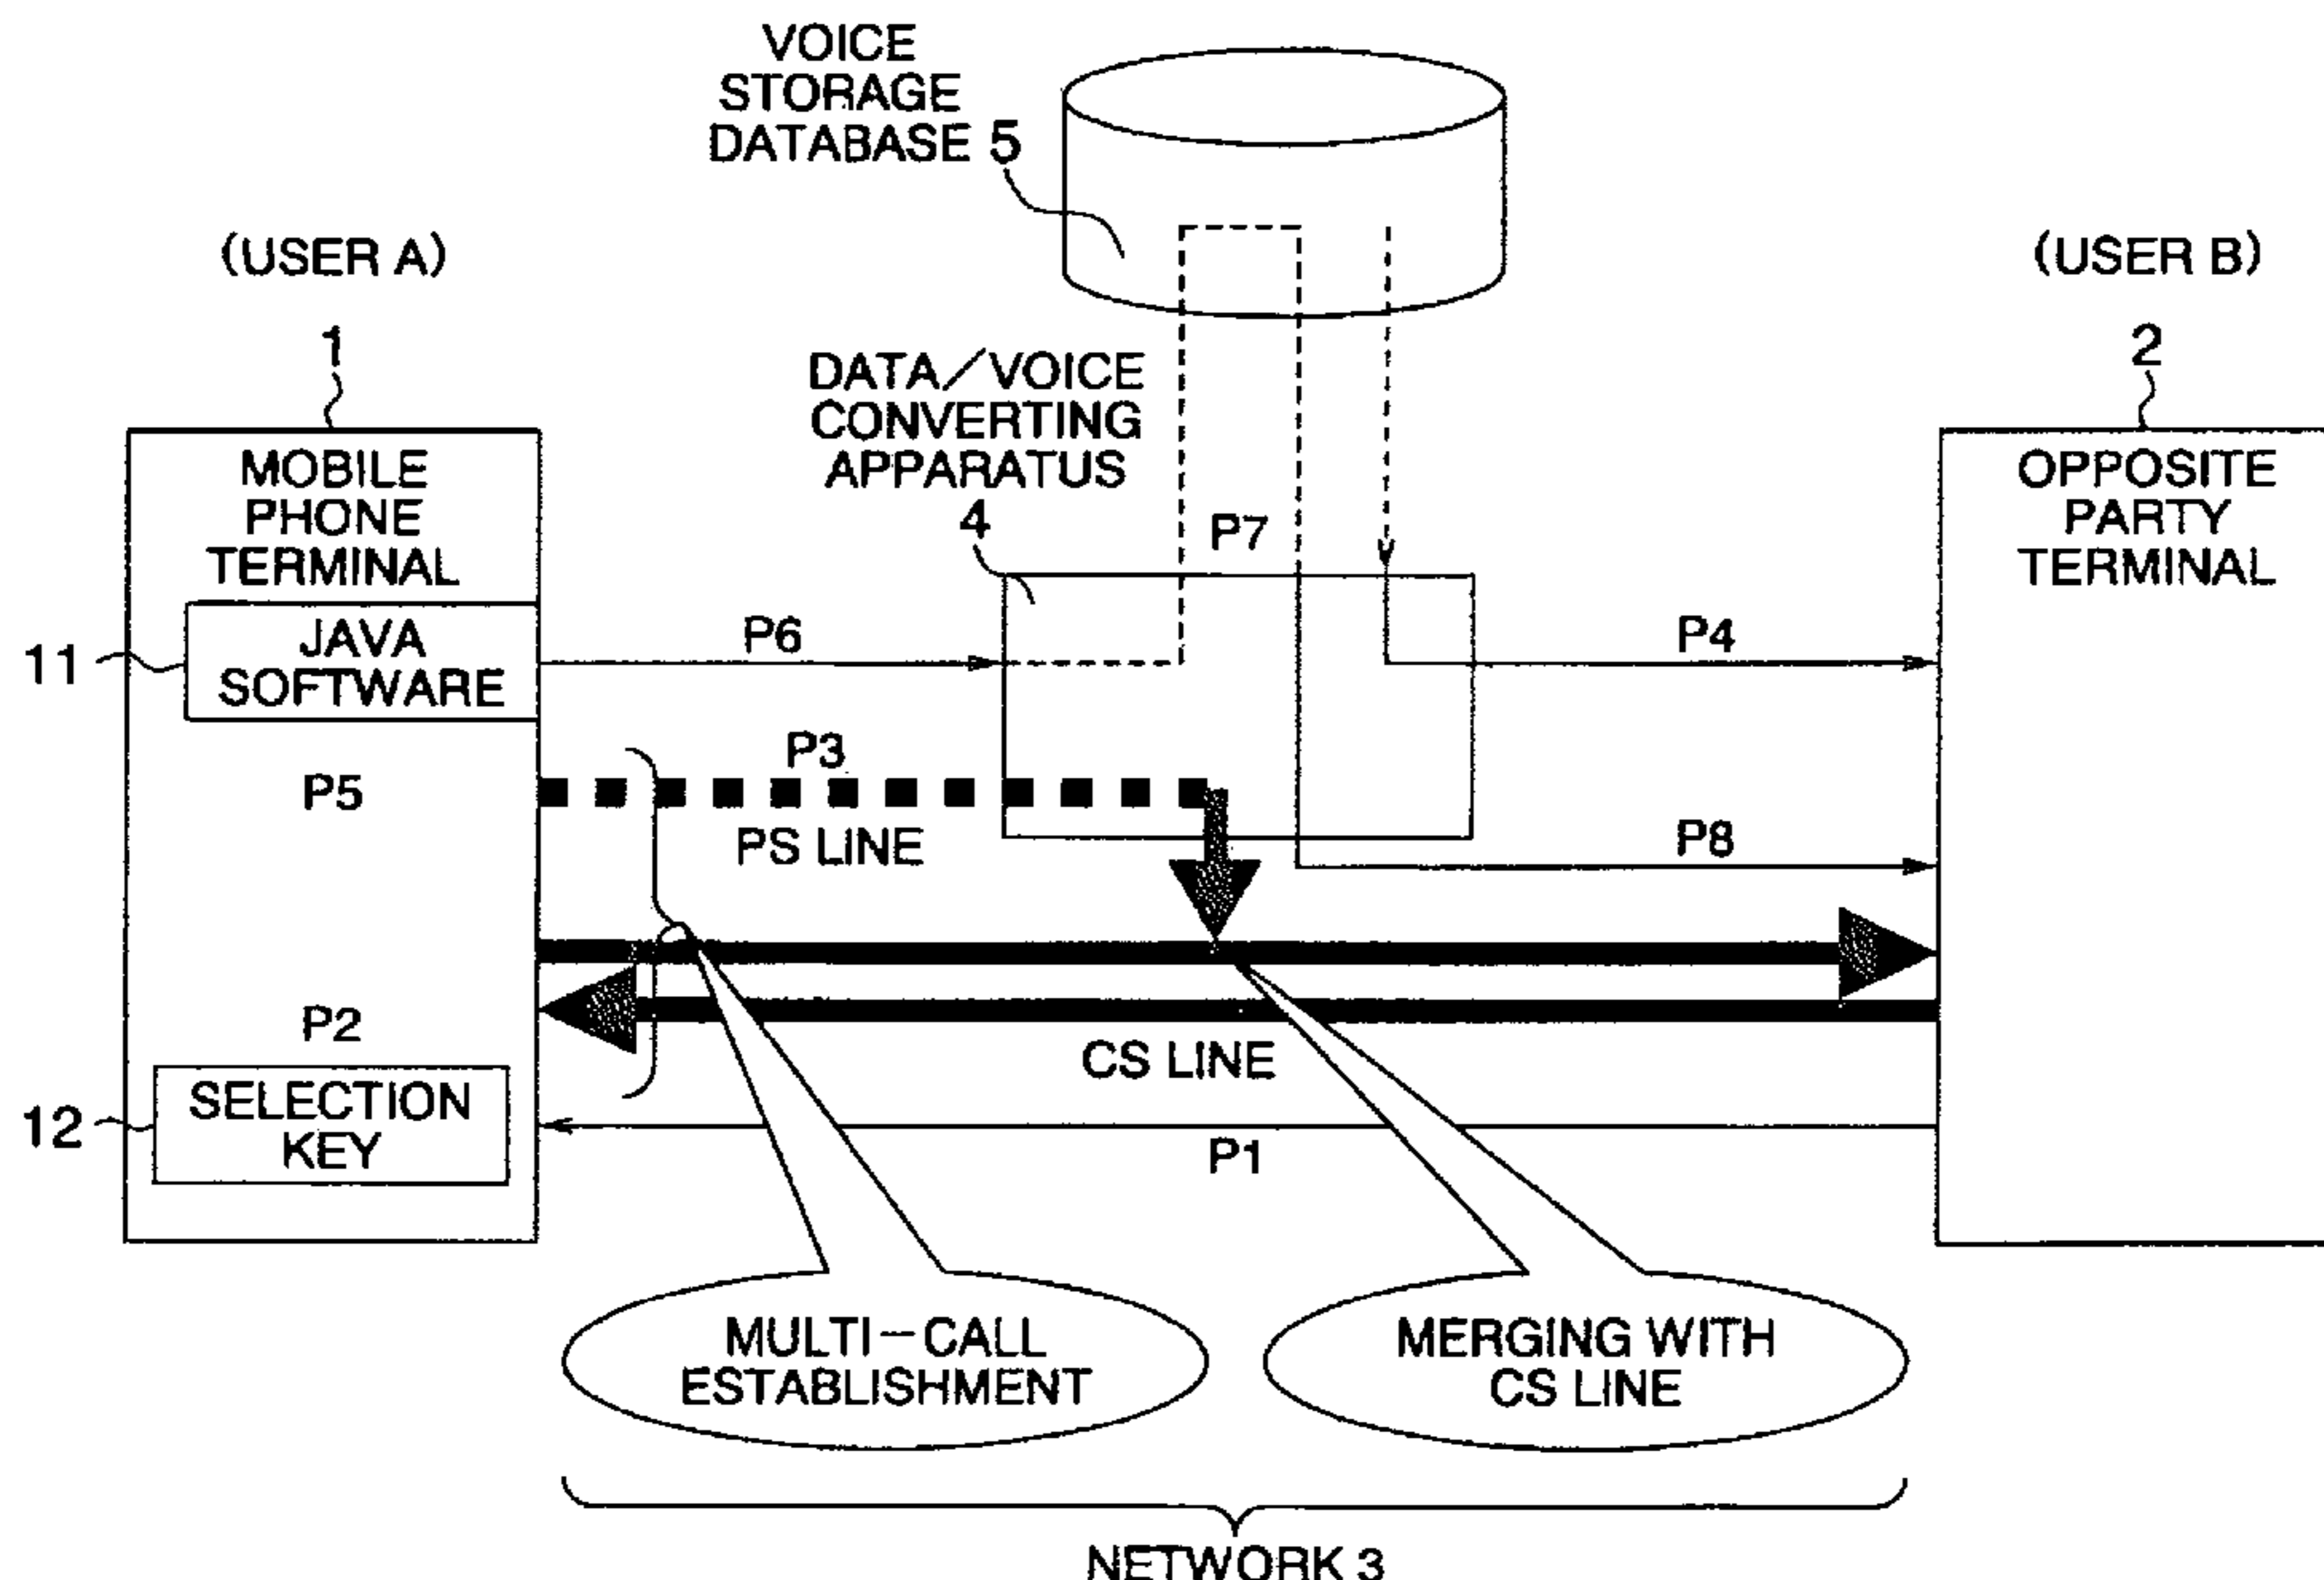 VOICE
STORAGE
DATABASE 5
(USER A)
(USER B)
1
2
DATA/VOICE
CONVERTING
APPARATUS
4
P7
MOBILE
PHONE
TERMINAL
OPPOSITE
PARTY
TERMINAL
11
JAVA
SOFTWARE
P6
P4
P5
P3
PS LINE
P8
P2
CS LINE
12
SELECTION
KEY
P1
MULTI-CALL
ESTABLISHMENT
MERGING WITH
CS LINE
NETWORK 3